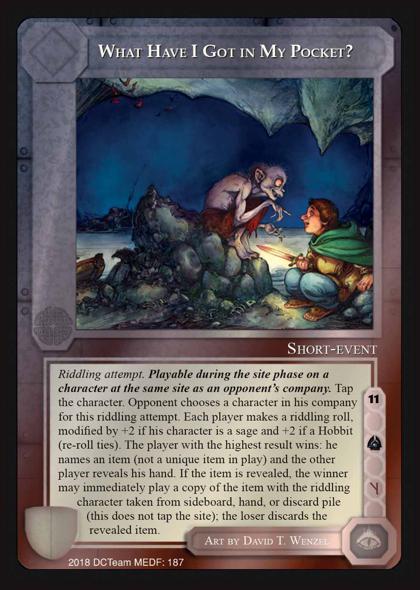 What Have I Got in My Pocket?
Short-event
Riddling attempt. Playable during the site phase on a
character at the same site as an opponent's company. Tap
the character. Opponent chooses a character in his company
for this riddling attempt. Each player makes a riddling roll,
modified by +2 if his character is a sage and +2 if a Hobbit
(re-roll ties). The player with the highest result wins: he
names an item (not a unique item in play) and the other
player reveals his hand. If the item is revealed, the winner
may immediately play a copy of the item with the riddling
character taken from sideboard, hand, or discard pile
(this does not tap the site); the loser discards the
revealed item.
11
Art by David T. Wenzel
2018 DCTeam MEDF: 187